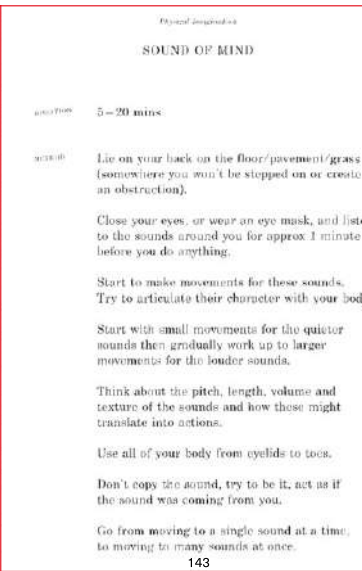 Physical Imagination
SOUND OF MIND
DURATION
5 – 20 mins
METHOD
Lie on your back on the floor/pavement/grass
(somewhere you won't be stepped on or create
an obstruction).
Close your eyes, or wear an eye mask, and liste
to the sounds around you for approx 1 minute
before you do anything.
Start to make movements for these sounds.
Try to articulate their character with your bod
Start with small movements for the quieter
sounds then gradually work up to larger
movements for the louder sounds.
Think about the pitch, length, volume and
texture of the sounds and how these might
translate into actions.
Use all of your body from eyelids to toes.
Don't copy the sound, try to be it, act as if
the sound was coming from you.
Go from moving to a single sound at a time,
to moving to many sounds at once.
143